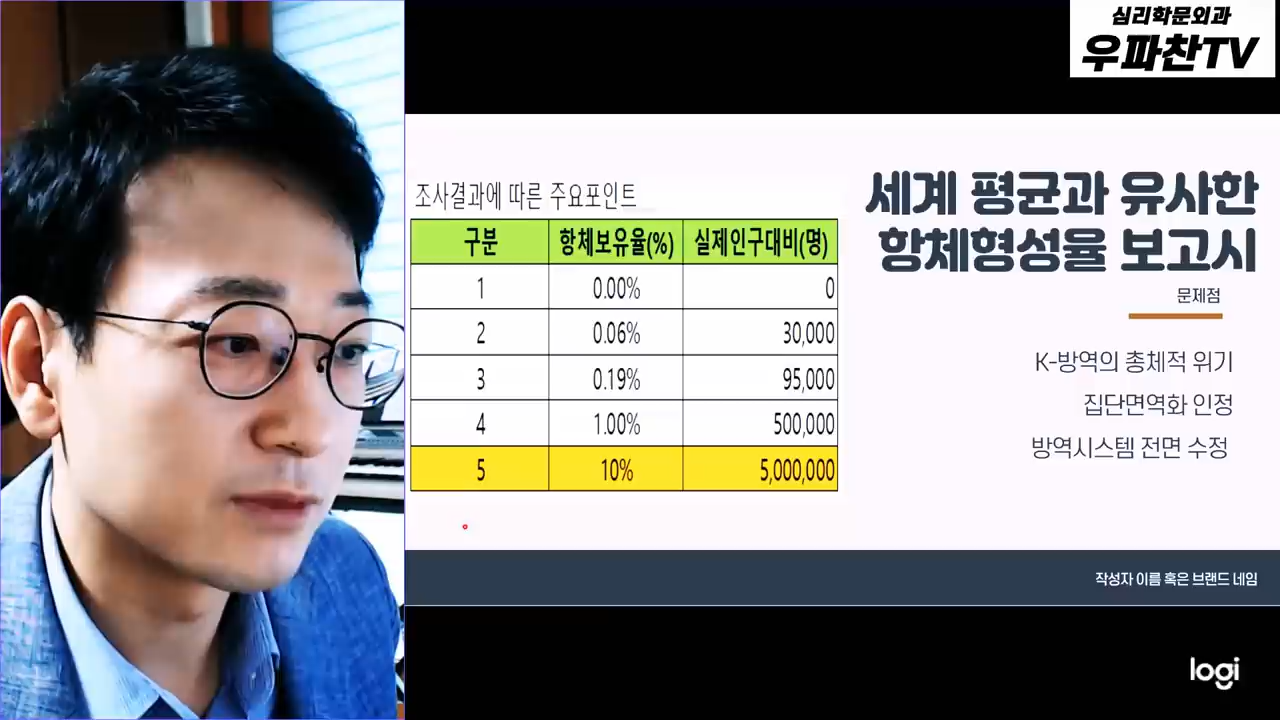 심리학문외과
우파찬TV
세계 평균과 유사한
항체형성율 보고시
문제점
K-방역의 총체적 위기
집단면역화 인정
방역시스템 전면 수정
조사결과에 따른 주요포인트
구분 항체보유율(%) 실제인구대비(명)
1 0.00% 0
2 0.06% 30,000
3 0.19% 95,000
4 1.00% 500,000
5 10% 5,000,000
작성자 이름 혹은 브랜드 네임
logi